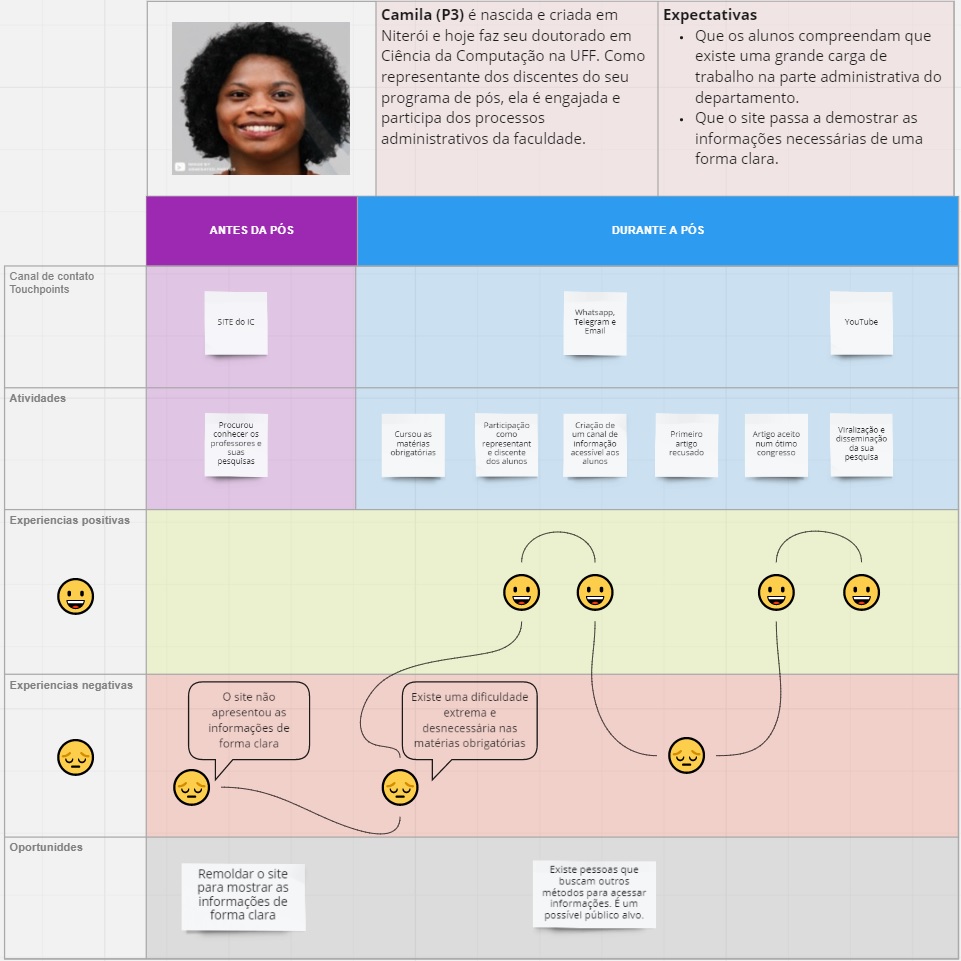 Camila (P3) é nascida e criada em
Niterói e hoje faz seu doutorado em
Ciência da Computação na UFF. Como
representante dos discentes do seu
programa de pós, ela é engajada e
participa dos processos
administrativos da faculdade.
Expectativas
• Que os alunos compreendam que
existe uma grande carga de
trabalho na parte administrativa do
departamento.
• Que o site passa a demostrar as
informações necessárias de uma
forma clara.
ANTES DA PÓS
DURANTE A PÓS
Canal de contato
Touchpoints
SITE do IC
Whatsapp,
Telegram e
Email
YouTube
Atividades
Procurou
conhecer os
professores e
suas
pesquisas
Cursou as
matérias
obrigatórias
Participação
como
representant
e discente
dos alunos
Criação de
um canal de
informação
acessível aos
alunos
Primeiro
artigo
recusado
Artigo aceito
num ótimo
congresso
Viralização e
disseminação
da sua
pesquisa
Experiencias positivas
Experiencias negativas
O site não
apresentou as
informações de
forma clara
Existe uma dificuldade
extrema e
desnecessária nas
matérias obrigatórias
Oportuniddes
Remoldar o site
para mostrar as
informações de
forma clara
Existe pessoas que
buscam outros
métodos para acessar
informações. É um
possível público alvo.